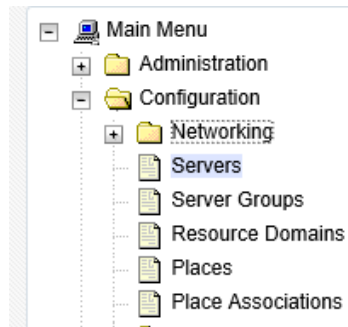 Main Menu
Administration
Configuration
Networking
Servers
Server Groups
Resource Domains
Places
Place Associations